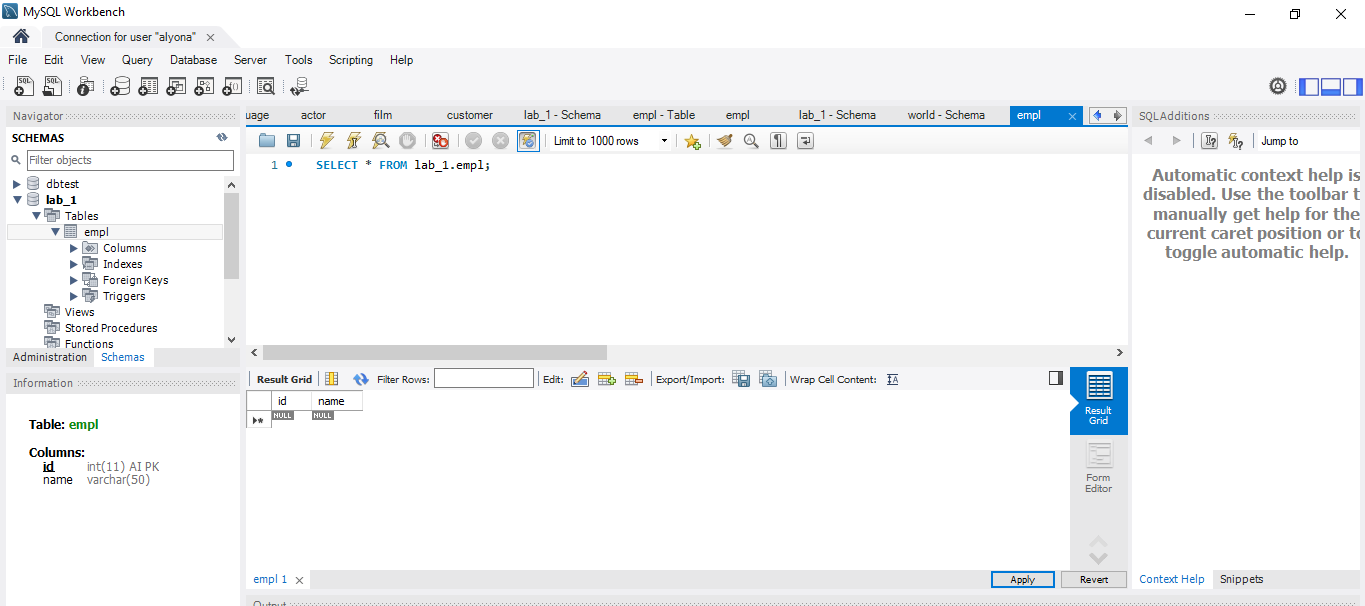 MySQL Workbench
Connection for user "alyona"
File Edit View Query Database Server Tools Scripting Help
Navigator
SCHEMAS
Filter objects
dbtest
lab_1
Tables
empl
Columns
Indexes
Foreign Keys
Triggers
Views
Stored Procedures
Functions
Administration Schemas
Information
Table: empl
Columns:
id int(11) AI PK
name varchar(50)
uage actor film customer lab_1 - Schema empl - Table empl lab_1 - Schema world - Schema empl
Limit to 1000 rows
1 SELECT * FROM lab_1.empl;
Result Grid Filter Rows: Edit: Export/Import: Wrap Cell Content: IA
id name
NULL NULL
Result
Grid
Form
Editor
empl 1
Apply Revert
Output
SQLAdditions
Jump to
Automatic context help is
disabled. Use the toolbar t
manually get help for the
current caret position or to
toggle automatic help.
Context Help Snippets